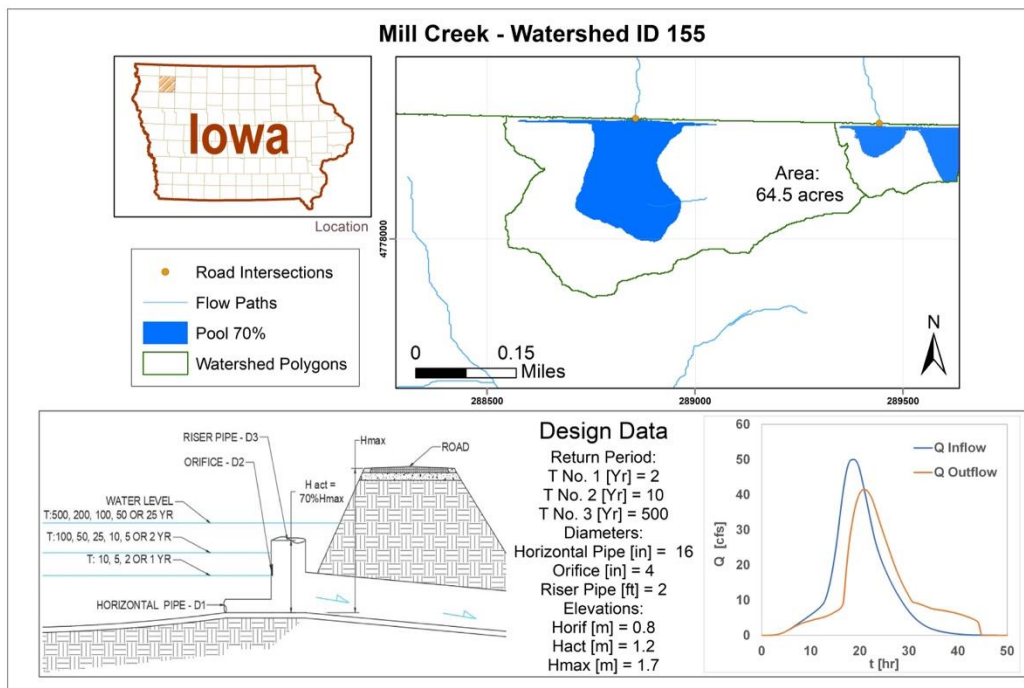 Mill Creek - Watershed ID 155
Iowa
Location
Road Intersections
Flow Paths
Pool 70%
Watershed Polygons
Area:
64.5 acres
4778000
0 0.15
Miles
N
288500 289000 289500
RISER PIPE - D3
ORIFICE - D2
WATER LEVEL
T:500, 200, 100, 50 OR 25 YR
T:100, 50, 25, 10, 5 OR 2 YR
T: 10, 5, 2 OR 1 YR
HORIZONTAL PIPE - D1
Hmax
ROAD
H act =
70%Hmax
Design Data
Return Period:
T No. 1 [Yr] = 2
T No. 2 [Yr] = 10
T No. 3 [Yr] = 500
Diameters:
Horizontal Pipe [in] = 16
Orifice [in] = 4
Riser Pipe [ft] = 2
Elevations:
Horif [m] = 0.8
Hact [m] = 1.2
Hmax [m] = 1.7
Q Inflow
Q Outflow
Q [cfs]
60
50
40
30
20
10
0
0 10 20 30 40 50
t [hr]